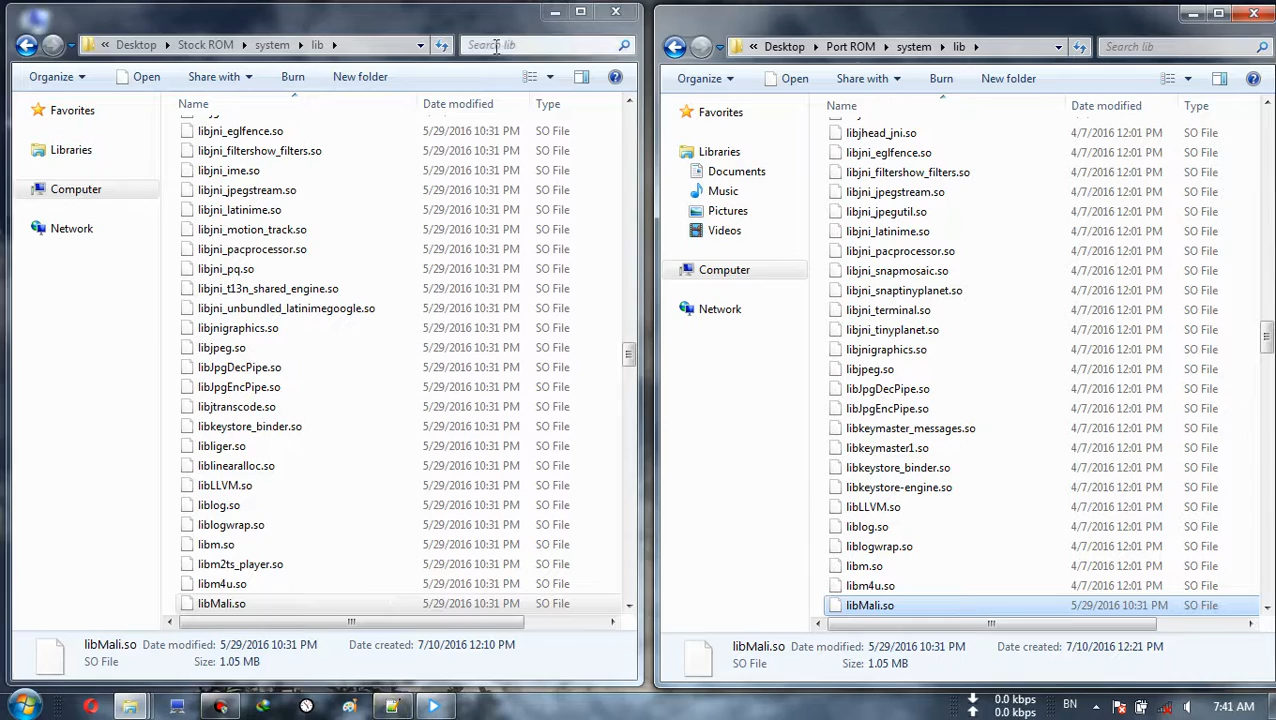 « Desktop ▸ Stock ROM ▸ system ▸ lib ▸
Search lib
Organize
Open
Share with
Burn
New folder
Favorites
Libraries
Computer
Network
Name
Date modified
Type
libjni_eglfence.so 5/29/2016 10:31 PM SO File
libjni_filtershow_filters.so 5/29/2016 10:31 PM SO File
libjni_ime.so 5/29/2016 10:31 PM SO File
libjni_jpegstream.so 5/29/2016 10:31 PM SO File
libjni_latinime.so 5/29/2016 10:31 PM SO File
libjni_motion_track.so 5/29/2016 10:31 PM SO File
libjni_pacprocessor.so 5/29/2016 10:31 PM SO File
libjni_pq.so 5/29/2016 10:31 PM SO File
libjni_t13n_shared_engine.so 5/29/2016 10:31 PM SO File
libjni_unbundled_latinimegoogle.so 5/29/2016 10:31 PM SO File
libjnigraphics.so 5/29/2016 10:31 PM SO File
libjpeg.so 5/29/2016 10:31 PM SO File
libJpgDecPipe.so 5/29/2016 10:31 PM SO File
libJpgEncPipe.so 5/29/2016 10:31 PM SO File
libjtranscode.so 5/29/2016 10:31 PM SO File
libkeystore_binder.so 5/29/2016 10:31 PM SO File
libliger.so 5/29/2016 10:31 PM SO File
liblinearalloc.so 5/29/2016 10:31 PM SO File
libLLVM.so 5/29/2016 10:31 PM SO File
liblog.so 5/29/2016 10:31 PM SO File
liblogwrap.so 5/29/2016 10:31 PM SO File
libm.so 5/29/2016 10:31 PM SO File
libm2ts_player.so 5/29/2016 10:31 PM SO File
libm4u.so 5/29/2016 10:31 PM SO File
libMali.so 5/29/2016 10:31 PM SO File
libMali.so Date modified: 5/29/2016 10:31 PM Date created: 7/10/2016 12:10 PM
SO File Size: 1.05 MB
« Desktop ▸ Port ROM ▸ system ▸ lib ▸
Search lib
Organize
Open
Share with
Burn
New folder
Favorites
Libraries
Documents
Music
Pictures
Videos
Computer
Network
Name
Date modified
Type
libjhead_jni.so 4/7/2016 12:01 PM SO File
libjni_eglfence.so 4/7/2016 12:01 PM SO File
libjni_filtershow_filters.so 4/7/2016 12:01 PM SO File
libjni_jpegstream.so 4/7/2016 12:01 PM SO File
libjni_jpegutil.so 4/7/2016 12:01 PM SO File
libjni_latinime.so 4/7/2016 12:01 PM SO File
libjni_pacprocessor.so 4/7/2016 12:01 PM SO File
libjni_snapmosaic.so 4/7/2016 12:01 PM SO File
libjni_snaptinyplanet.so 4/7/2016 12:01 PM SO File
libjni_terminal.so 4/7/2016 12:01 PM SO File
libjni_tinyplanet.so 4/7/2016 12:01 PM SO File
libjnigraphics.so 4/7/2016 12:01 PM SO File
libjpeg.so 4/7/2016 12:01 PM SO File
libJpgDecPipe.so 4/7/2016 12:01 PM SO File
libJpgEncPipe.so 4/7/2016 12:01 PM SO File
libkeymaster_messages.so 4/7/2016 12:01 PM SO File
libkeymaster1.so 4/7/2016 12:01 PM SO File
libkeystore_binder.so 4/7/2016 12:01 PM SO File
libkeystore-engine.so 4/7/2016 12:01 PM SO File
libLLVM.so 4/7/2016 12:01 PM SO File
liblog.so 4/7/2016 12:01 PM SO File
liblogwrap.so 4/7/2016 12:01 PM SO File
libm.so 4/7/2016 12:01 PM SO File
libm4u.so 4/7/2016 12:01 PM SO File
libMali.so 5/29/2016 10:31 PM SO File
libMali.so Date modified: 5/29/2016 10:31 PM Date created: 7/10/2016 12:21 PM
SO File Size: 1.05 MB
0.0 kbps
0.0 kbps
BN
7:41 AM